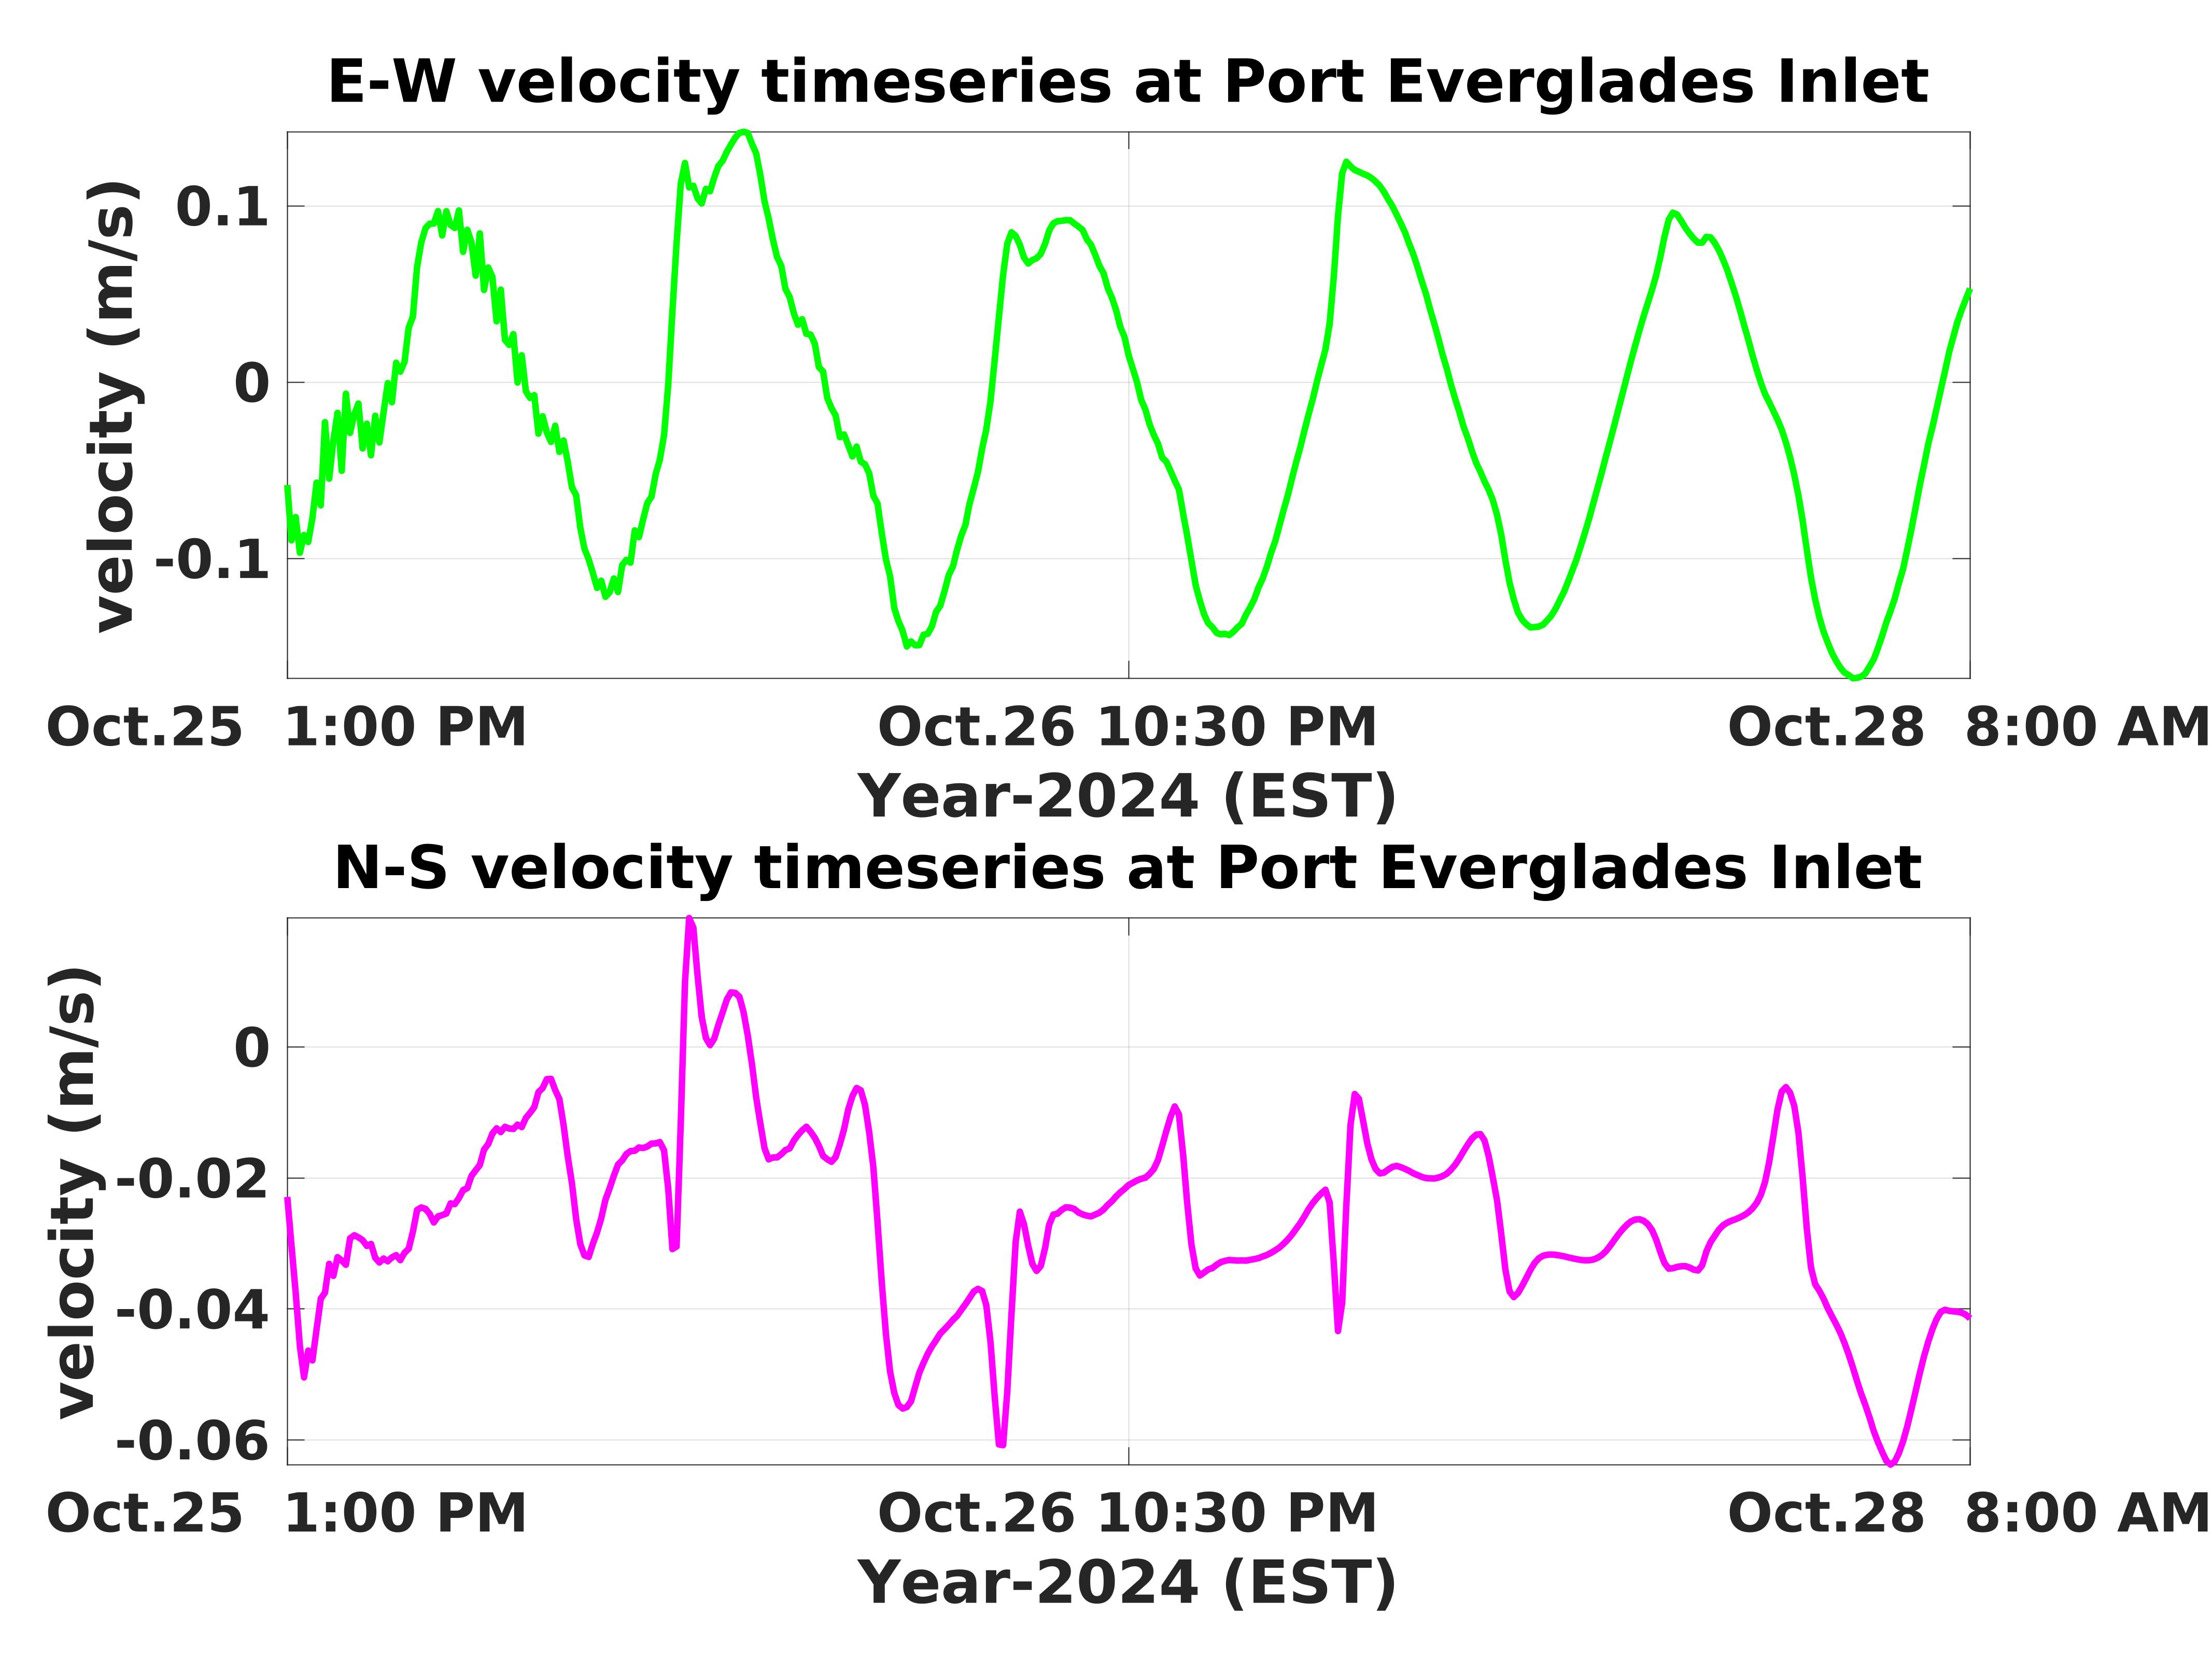 E-W velocity timeseries at Port Everglades Inlet
velocity (m/s)
0.1
0
-0.1
Oct.25  1:00 PM
Oct.26 10:30 PM
Oct.28  8:00 AM
Year-2024 (EST)
N-S velocity timeseries at Port Everglades Inlet
velocity (m/s)
0
-0.02
-0.04
-0.06
Oct.25  1:00 PM
Oct.26 10:30 PM
Oct.28  8:00 AM
Year-2024 (EST)